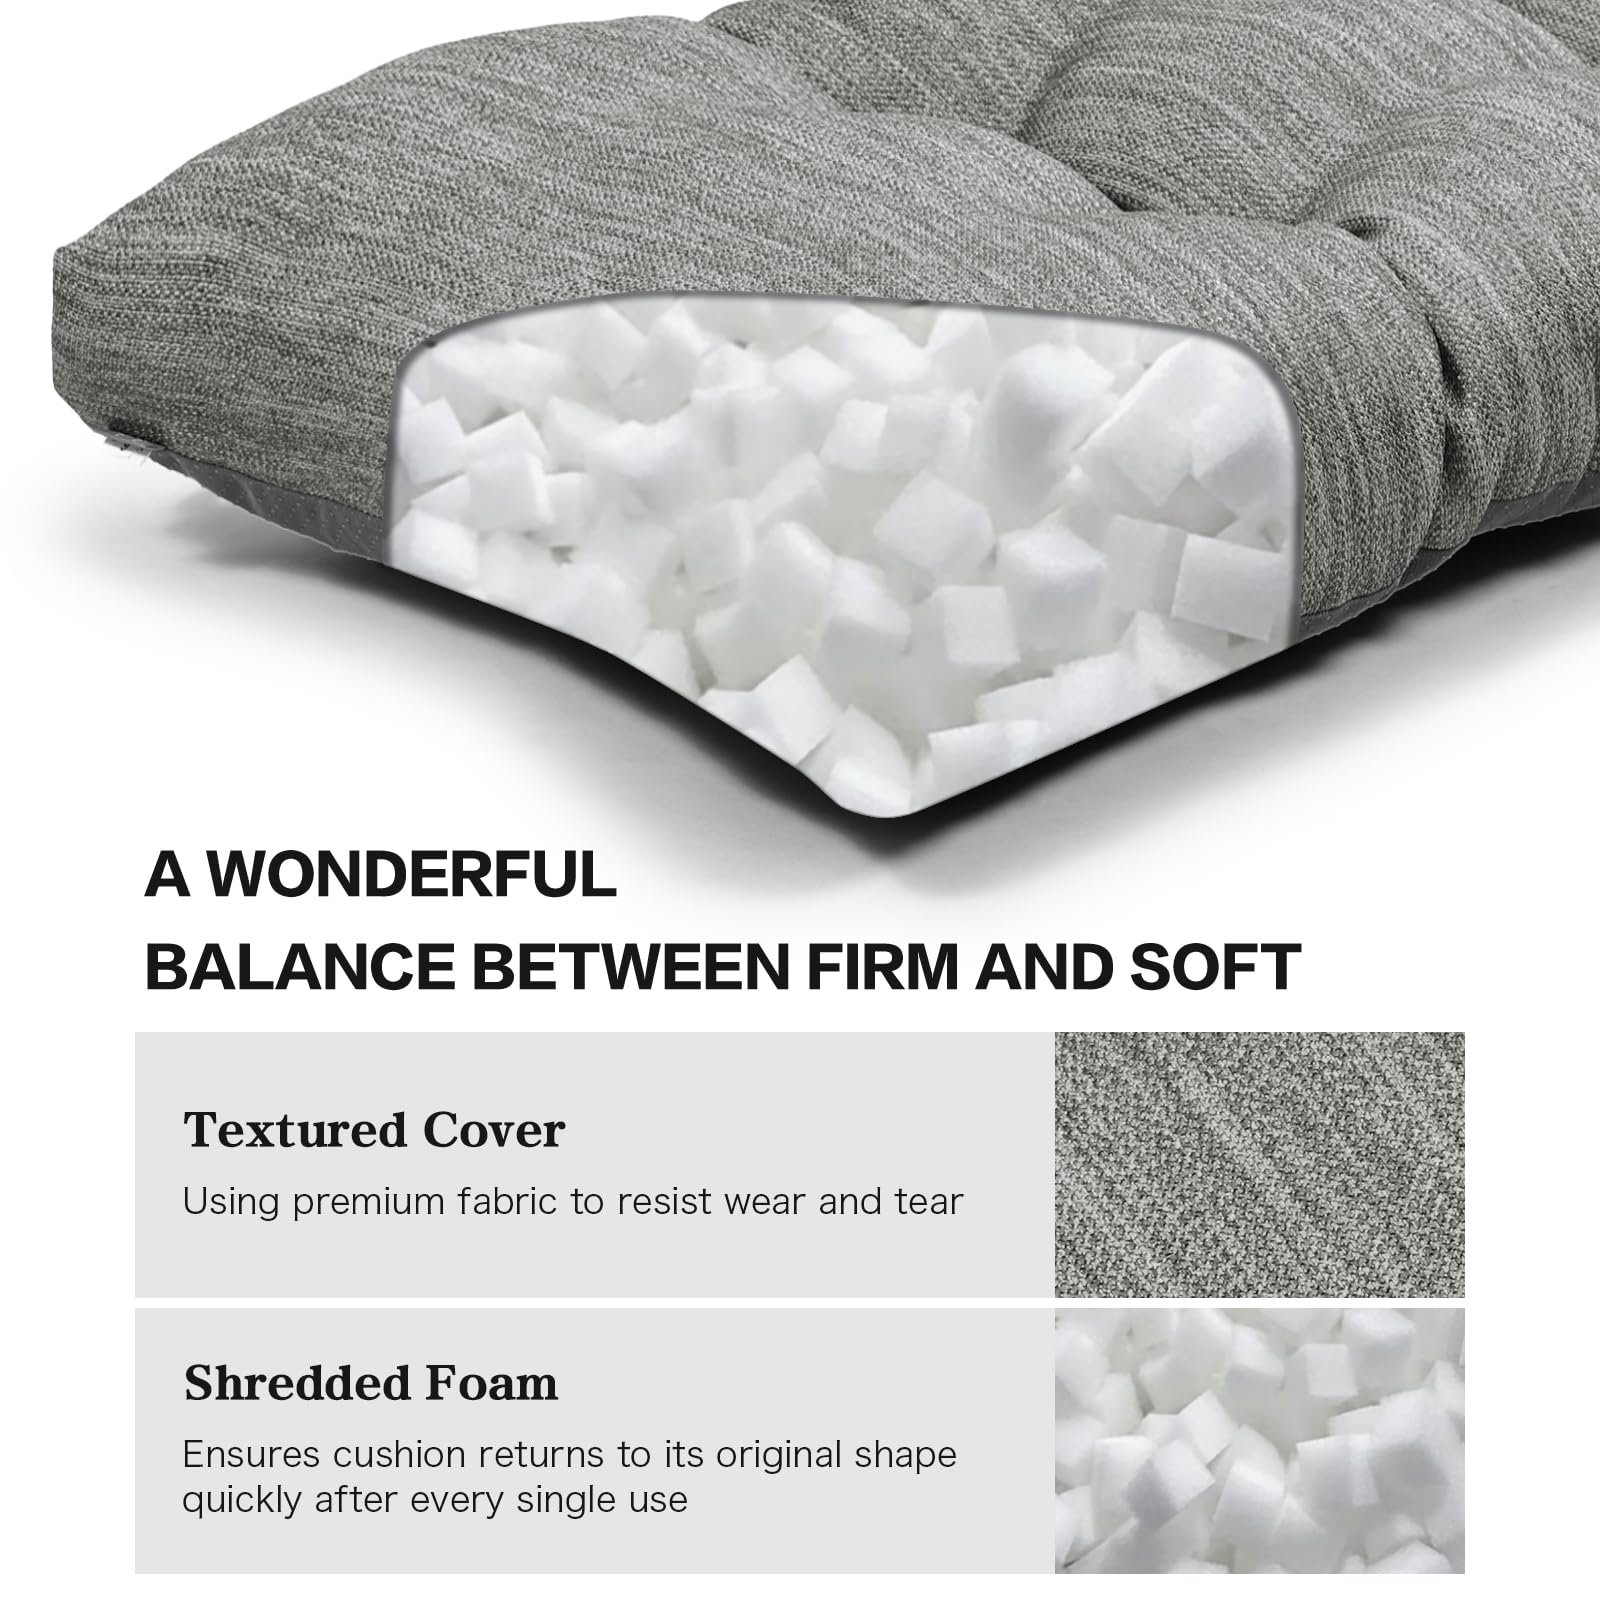 A WONDERFUL
BALANCE BETWEEN FIRM AND SOFT
Textured Cover
Using premium fabric to resist wear and tear
Shredded Foam
Ensures cushion returns to its original shape
quickly after every single use